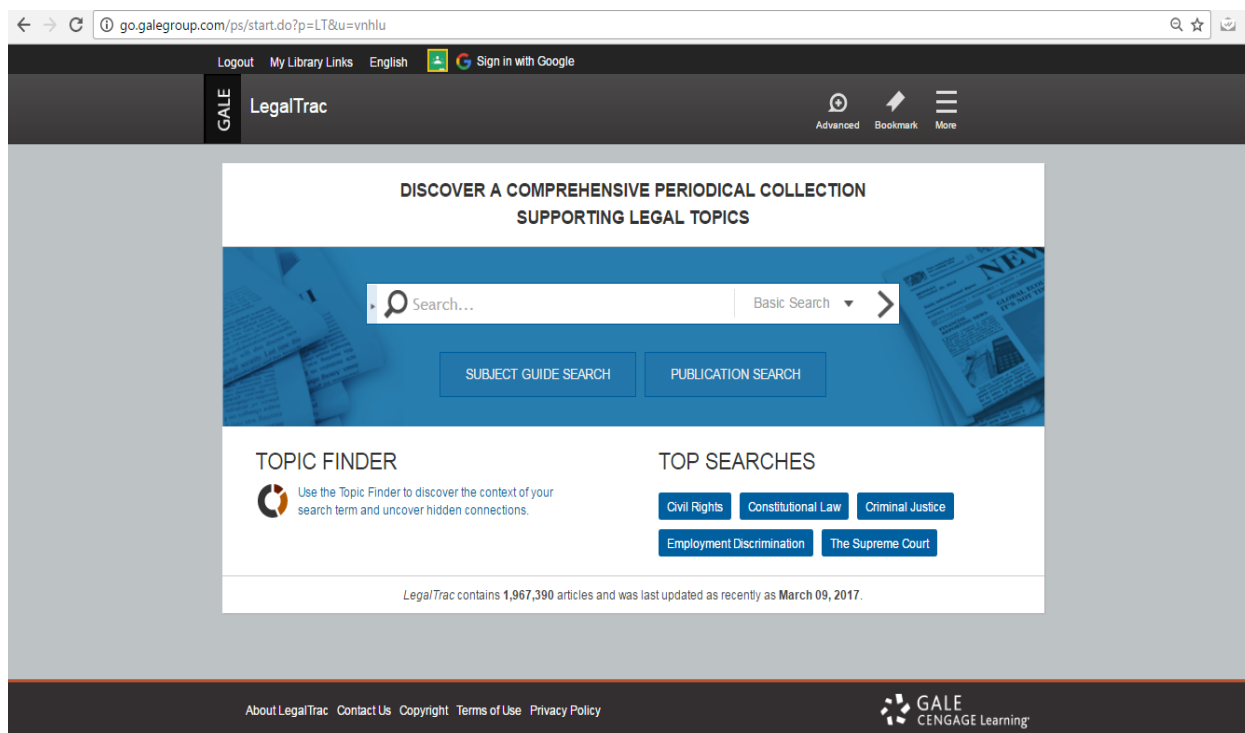 go.galegroup.com/ps/start.do?p=LT&u=vnhlu
Logout My Library Links English Sign in with Google
GALE
LegalTrac
Advanced Bookmark More
DISCOVER A COMPREHENSIVE PERIODICAL COLLECTION
SUPPORTING LEGAL TOPICS
NEW
Search...
Basic Search
SUBJECT GUIDE SEARCH
PUBLICATION SEARCH
TOPIC FINDER
Use the Topic Finder to discover the context of your
search term and uncover hidden connections.
TOP SEARCHES
Civil Rights Constitutional Law Criminal Justice
Employment Discrimination The Supreme Court
LegalTrac contains 1,967,390 articles and was last updated as recently as March 09, 2017.
About LegalTrac Contact Us Copyright Terms of Use Privacy Policy
GALE
CENGAGE Learning